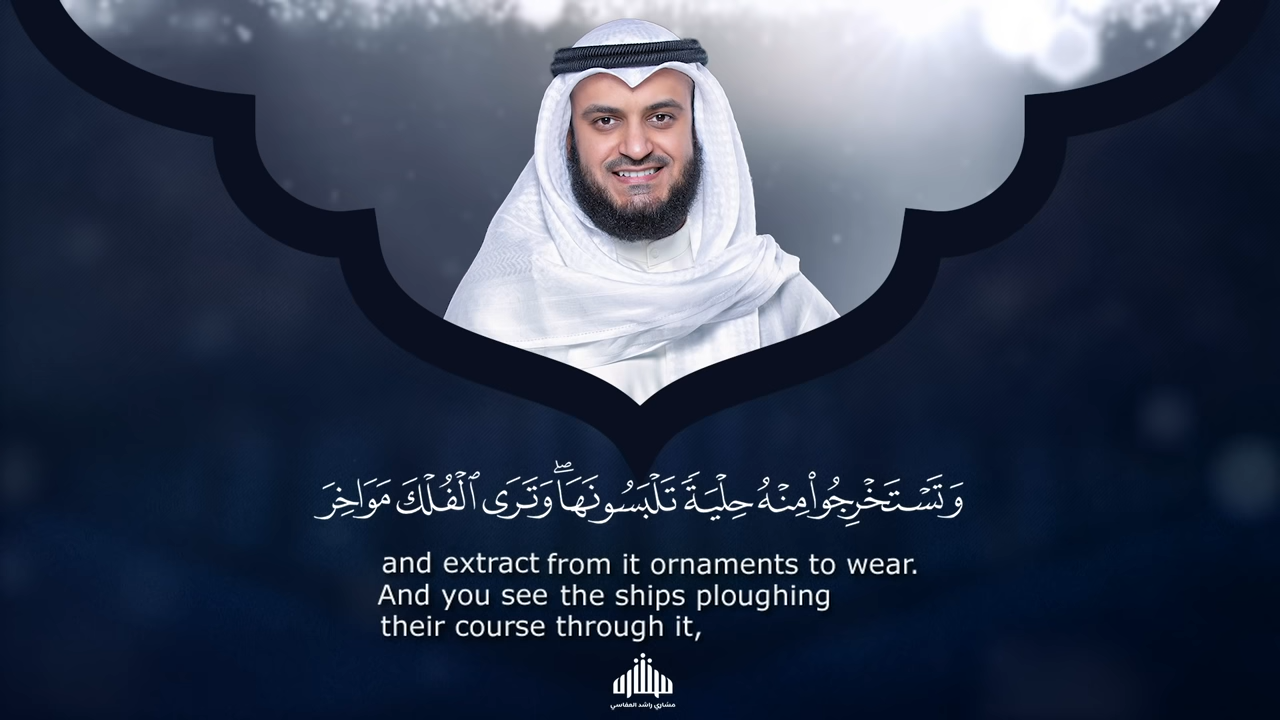 وَتَسْتَخْرِجُوا۟ مِنْهُ حِلْيَةً تَلْبَسُونَهَا ۖ وَتَرَى ٱلْفُلْكَ مَوَاخِرَ
and extract from it ornaments to wear.
And you see the ships ploughing
their course through it,
مشاري راشد العفاسي